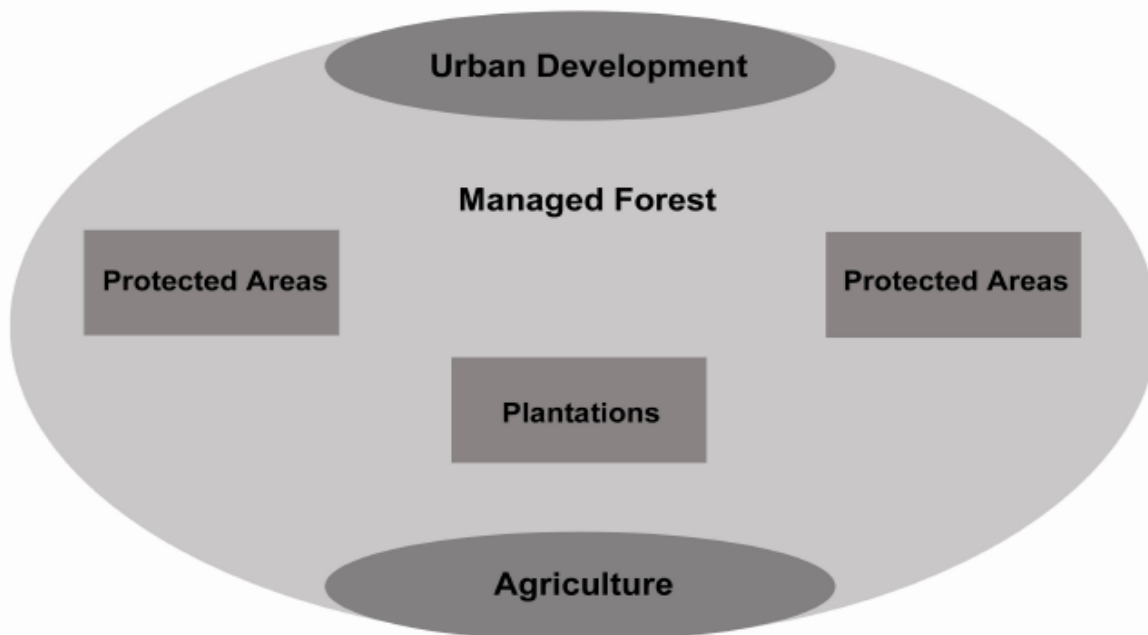 Urban Development
Managed Forest
Protected Areas
Protected Areas
Plantations
Agriculture